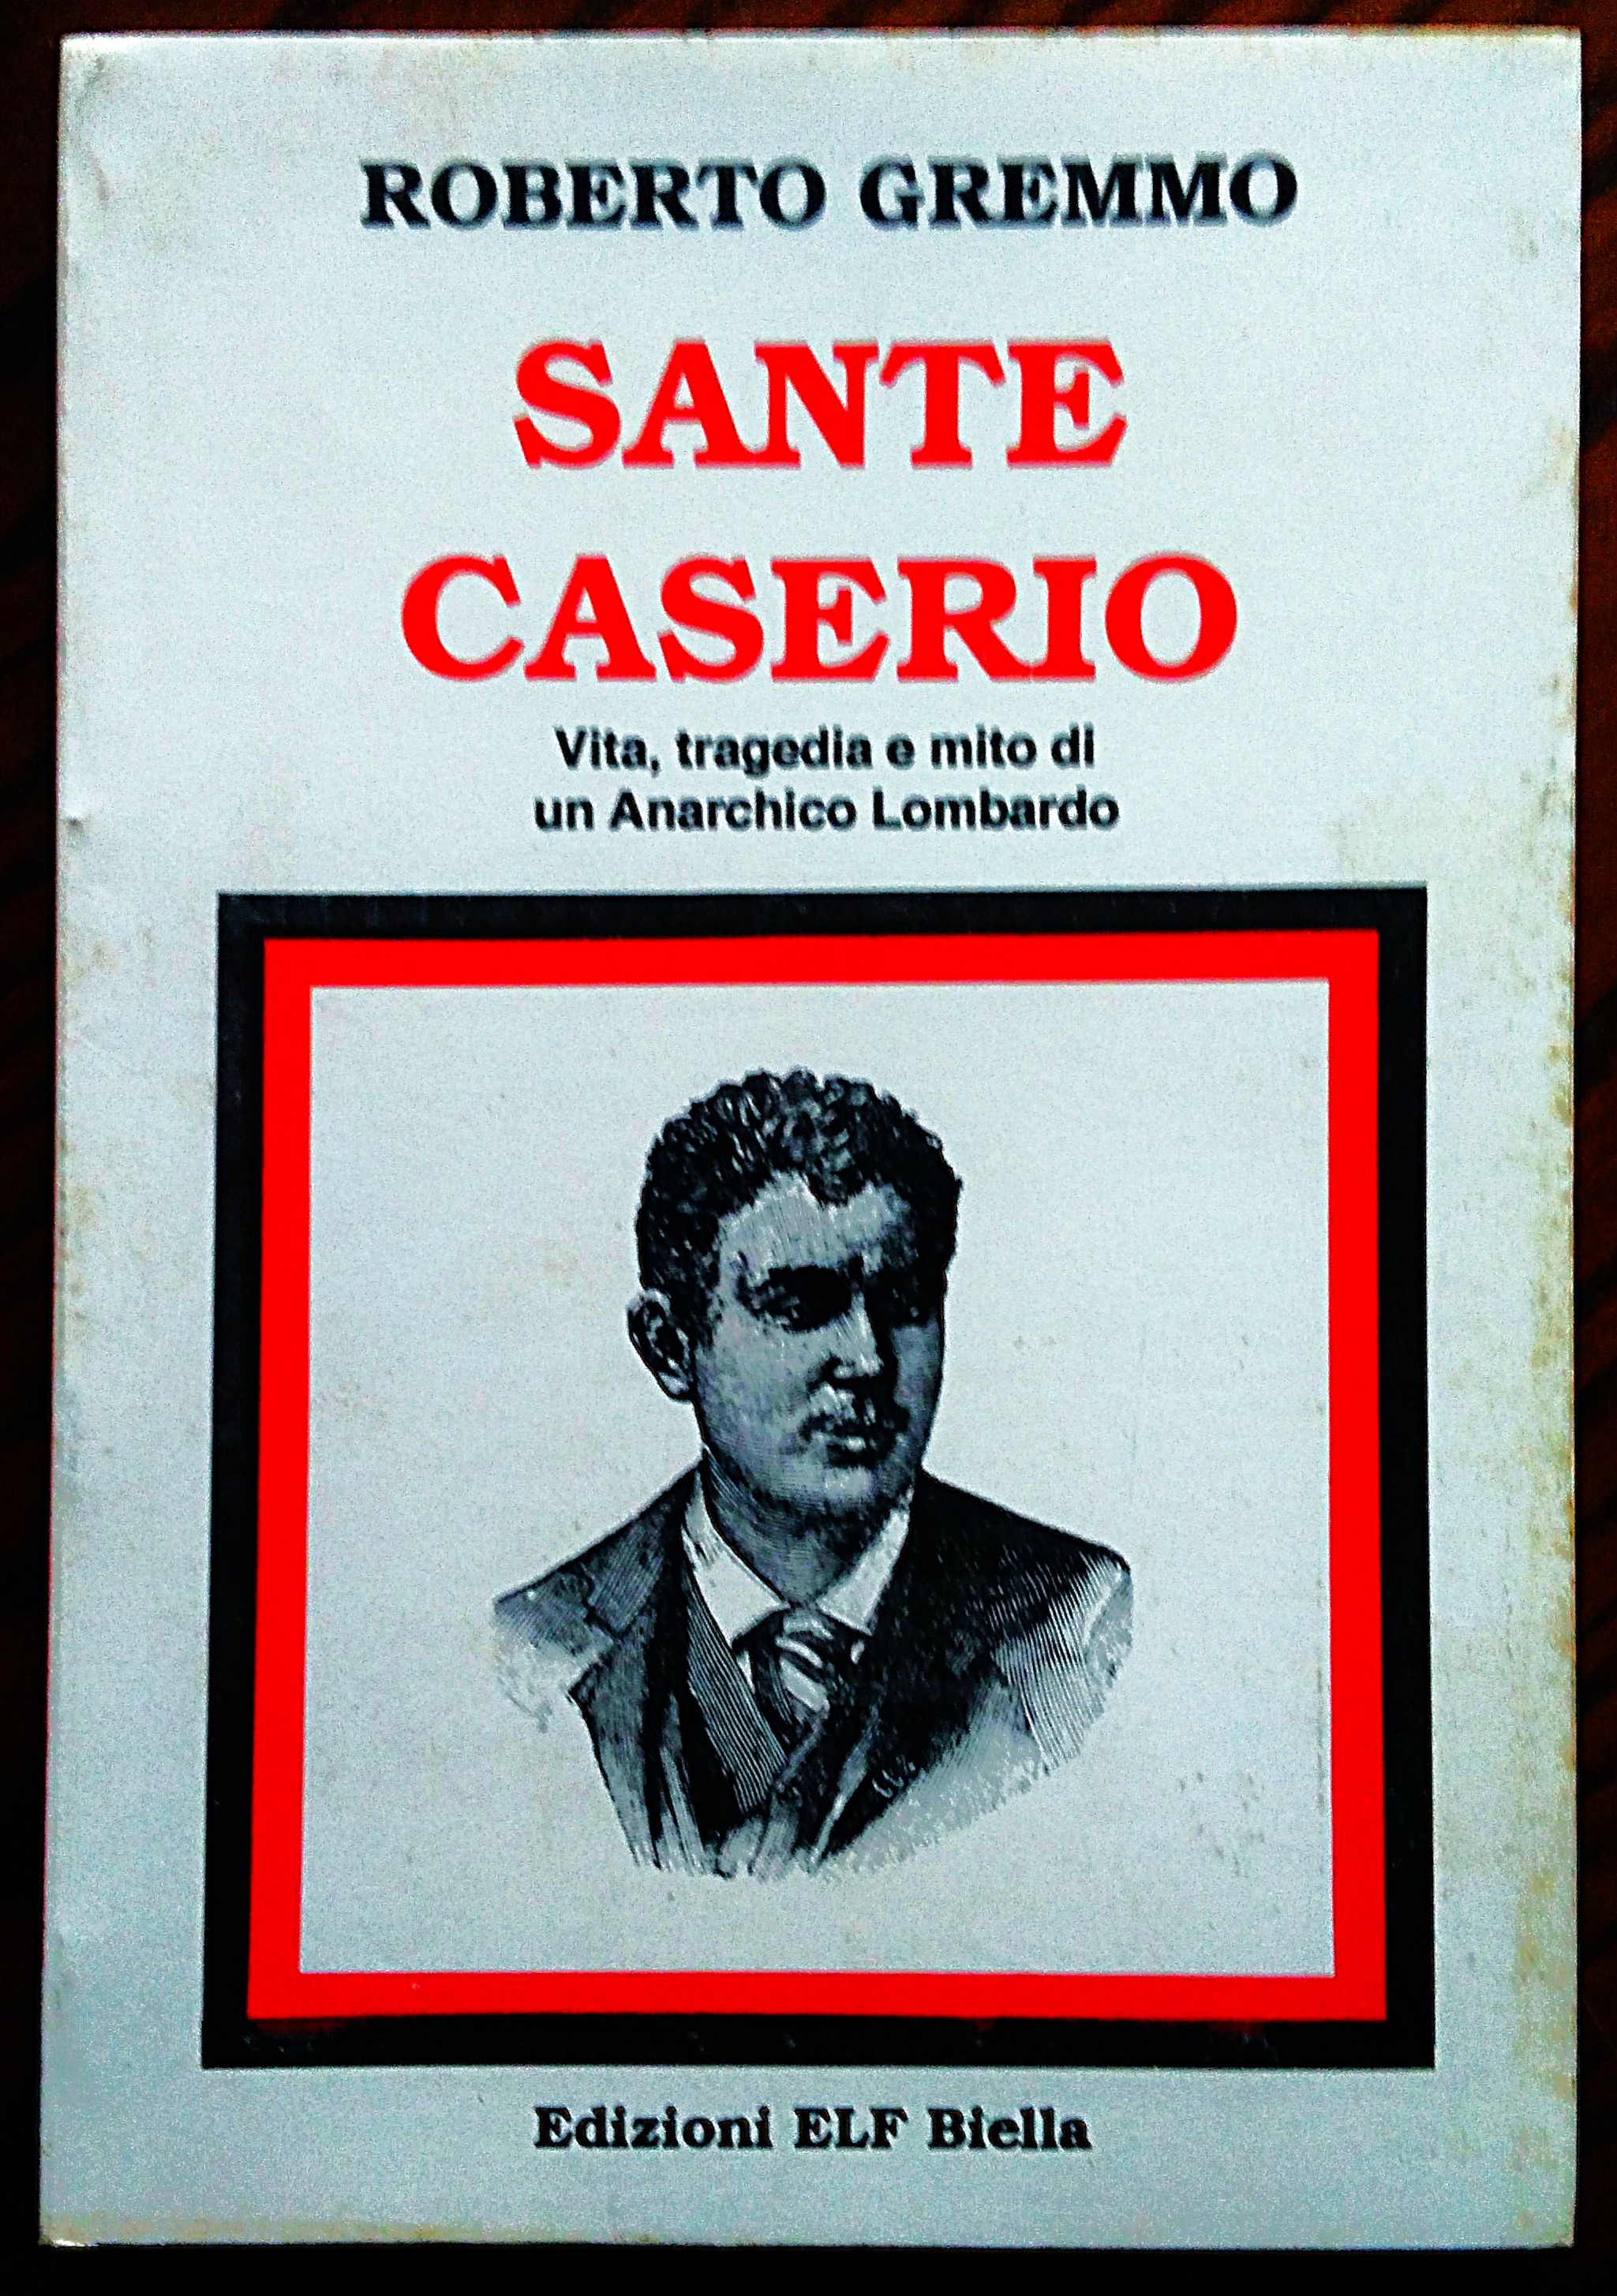 ROBERTO GREMMO
SANTE
CASERIO
Vita, tragedia e mito di
un Anarchico Lombardo
Edizioni ELF Biella